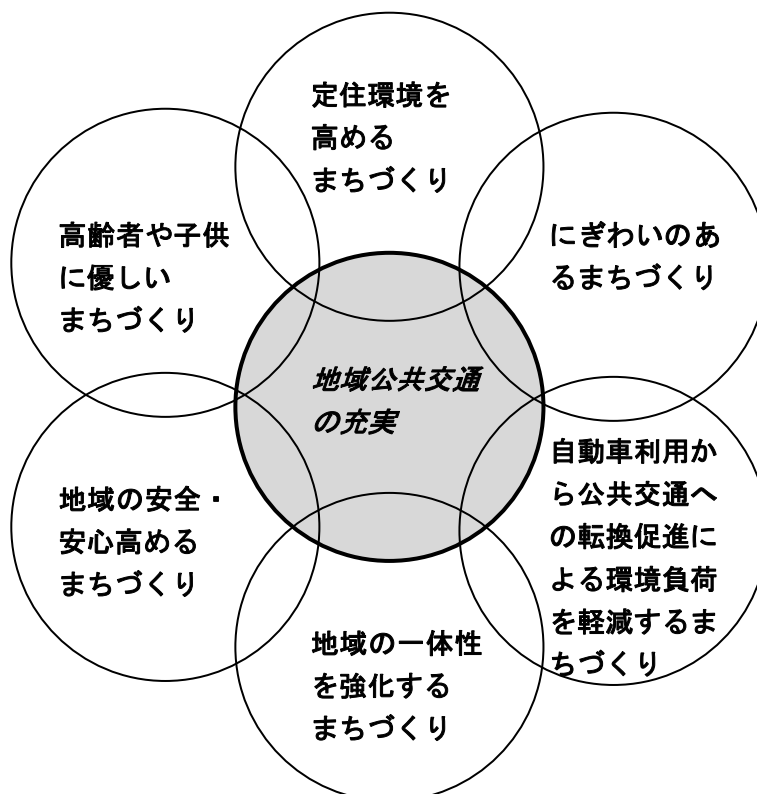 定住環境を
高める
まちづくり
高齢者や子供
に優しい
まちづくり
にぎわいのあ
るまちづくり
地域公共交通
の充実
地域の安全・
安心高める
まちづくり
自動車利用か
ら公共交通へ
の転換促進に
よる環境負荷
を軽減するま
ちづくり
地域の一体性
を強化する
まちづくり